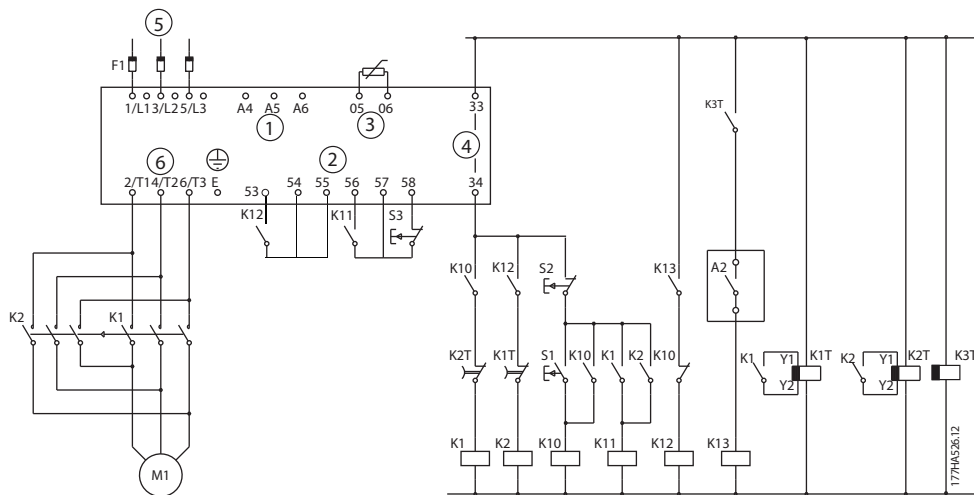 5
F1
1/L1 3/L2 5/L3 A4 A5 A6 05 06 33
1 3
K3T
4
6 2
2/T1 4/T2 6/T3 E 53 54 55 56 57 58 34
K12 K11 S3
K10 K12 S2 K13 A2
K2 K1
K2T K1T S1 K10 K1 K2 K10 K1 Y1 K1T K2 Y1 K2T K3T
Y2 Y2
K1 K2 K10 K11 K12 K13
M1
177HA526.12